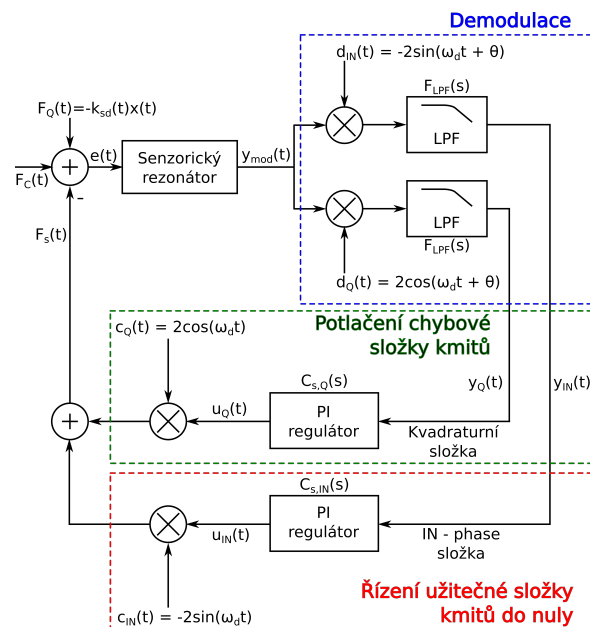 Demodulace
d_IN(t) = -2sin(ω_dt + θ)
F_LPF(s)
F_Q(t)=-k_sd(t)x(t)
LPF
e(t)
Senzorický
rezonátor
y_mod(t)
+
F_C(t)
-
LPF
F_S(t)
F_LPF(s)
d_Q(t) = 2cos(ω_dt + θ)
Potlačení chybové
složky kmitů
c_Q(t) = 2cos(ω_dt)
C_s,Q(s)
y_Q(t)
y_IN(t)
u_Q(t)
PI
regulátor
+
Kvadraturní
složka
C_s,IN(s)
PI
regulátor
u_IN(t)
IN - phase
složka
Řízení užitečné složky
kmitů do nuly
c_IN(t) = -2sin(ω_dt)